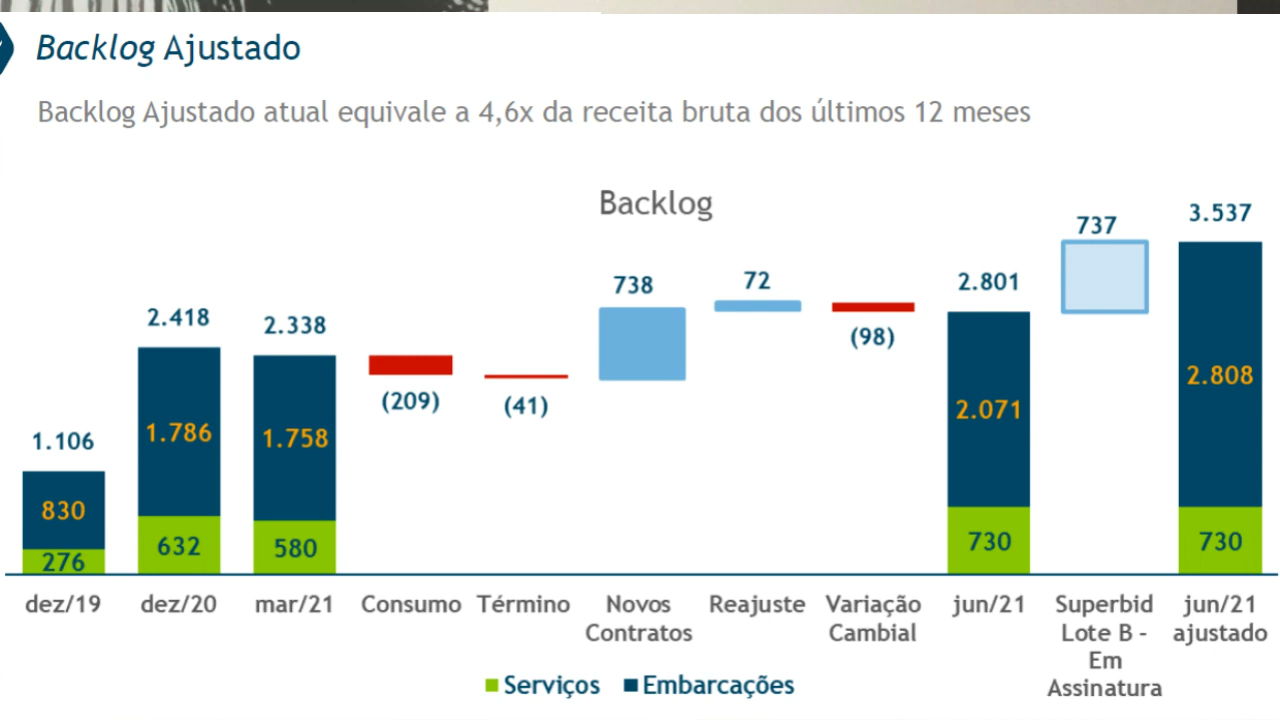 Backlog Ajustado
Backlog Ajustado atual equivale a 4,6x da receita bruta dos últimos 12 meses
Backlog
1.106
830
276
2.418
1.786
632
2.338
1.758
580
(209)
(41)
738
72
(98)
2.801
2.071
730
737
3.537
2.808
730
dez/19
dez/20
mar/21
Consumo
Término
Novos
Contratos
Reajuste
Variação
Cambial
jun/21
Superbid
Lote B -
Em
Assinatura
jun/21
ajustado
Serviços
Embarcações